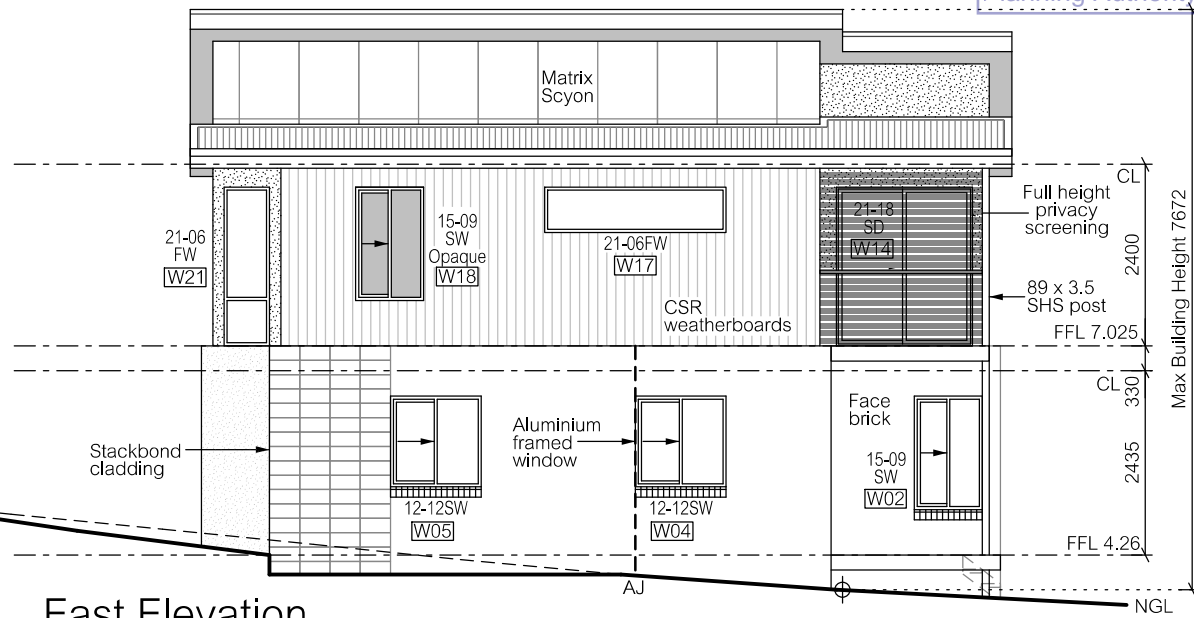 Planning Authority
Matrix
Scyon
CL
Full height
privacy
screening
21-18
SD
W14
2400
Max Building Height 7672
21-06
FW
W21
15-09
SW
Opaque
W18
21-06FW
W17
89 x 3.5
SHS post
CSR
weatherboards
FFL 7.025
CL
330
Face
brick
Aluminium
framed
window
Stackbond
cladding
15-09
SW
W02
2435
12-12SW
W05
12-12SW
W04
FFL 4.26
AJ
NGL
East Elevation